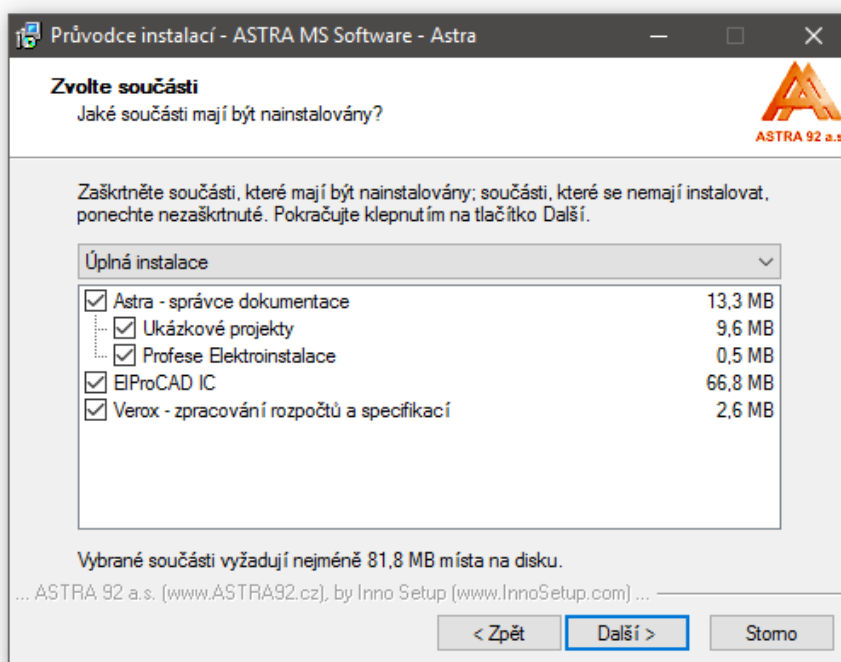 Průvodce instalací - ASTRA MS Software - Astra
Zvolte součásti
Jaké součásti mají být nainstalovány?
ASTRA 92 a.s
Zaškrtněte součásti, které mají být nainstalovány; součásti, které se nemají instalovat,
ponechte nezaškrtnuté. Pokračujte klepnutím na tlačítko Další.
Úplná instalace
Astra - správce dokumentace 13,3 MB
Ukázkové projekty 9,6 MB
Profese Elektroinstalace 0,5 MB
ElProCAD IC 66,8 MB
Verox - zpracování rozpočtů a specifikací 2,6 MB
Vybrané součásti vyžadují nejméně 81,8 MB místa na disku.
... ASTRA 92 a.s. (www.ASTRA92.cz), by Inno Setup (www.InnoSetup.com) ...
< Zpět Další > Storno